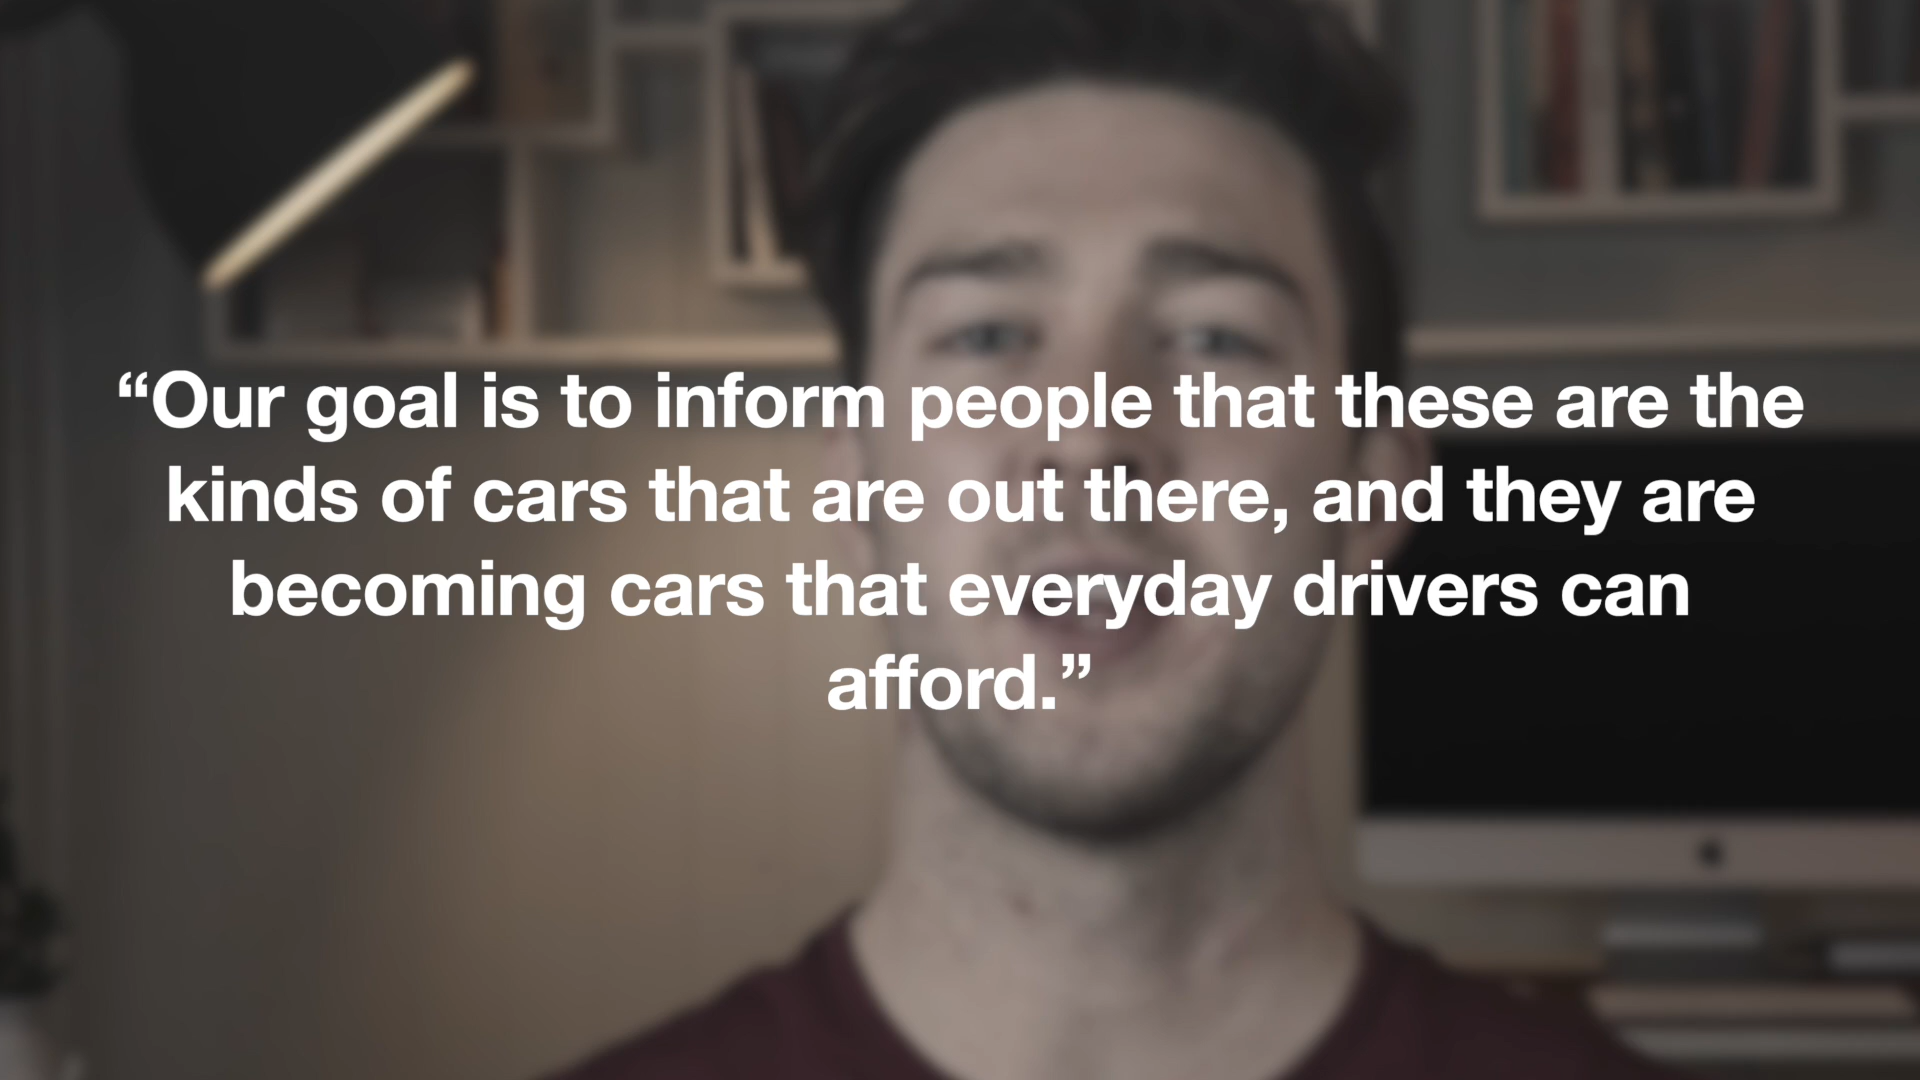 “Our goal is to inform people that these are the
kinds of cars that are out there, and they are
becoming cars that everyday drivers can
afford.”